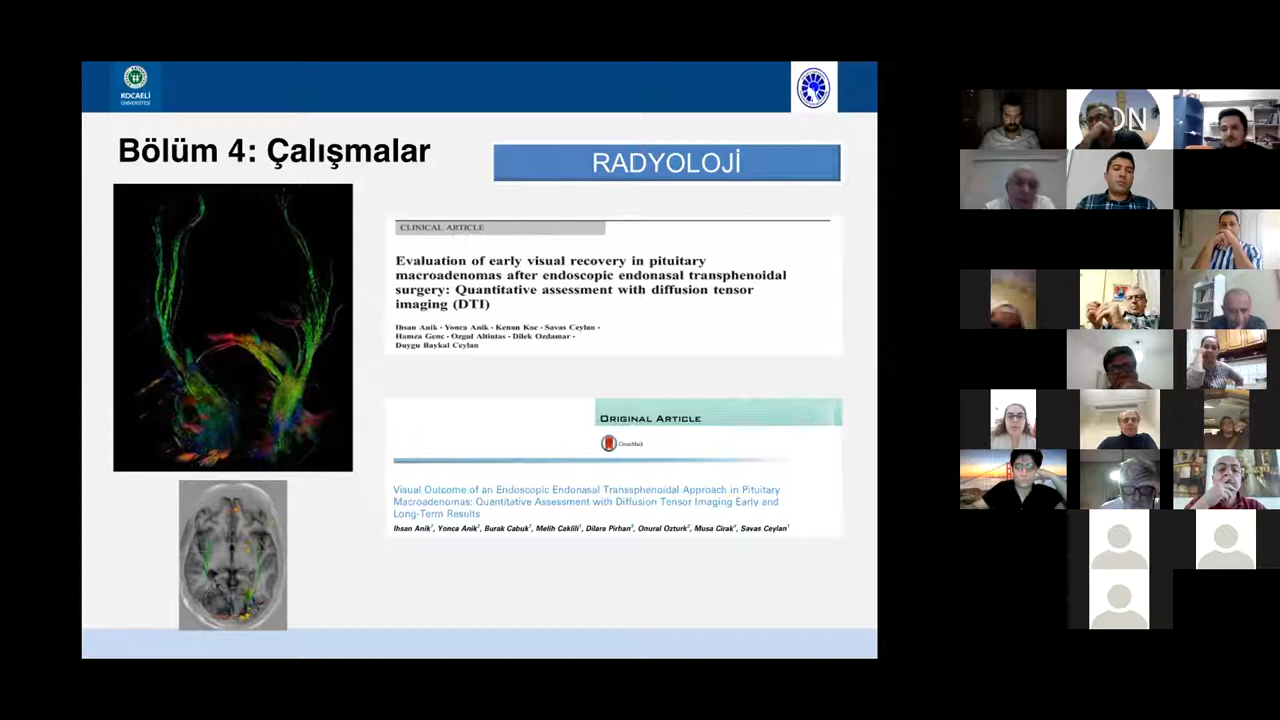 KOCAELİ
ÜNİVERSİTESİ
Bölüm 4: Çalışmalar
RADYOLOJİ
CLINICAL ARTICLE
Evaluation of early visual recovery in pituitary
macroadenomas after endoscopic endonasal transphenoidal
surgery: Quantitative assessment with diffusion tensor
imaging (DTI)
Ihsan Anik · Yonca Anik · Kenan Koc · Savas Ceylan ·
Hamza Genc · Ozgul Altintas · Dilek Ozdamar ·
Duygu Baykal Ceylan
ORIGINAL ARTICLE
CrossMark
Visual Outcome of an Endoscopic Endonasal Transsphenoidal Approach in Pituitary
Macroadenomas: Quantitative Assessment with Diffusion Tensor Imaging Early and
Long-Term Results
Ihsan Anik, Yonca Anik, Burak Cabuk, Melih Caklili, Dilara Pirhan, Onural Ozturk, Musa Cirak, Savas Ceylan
DN